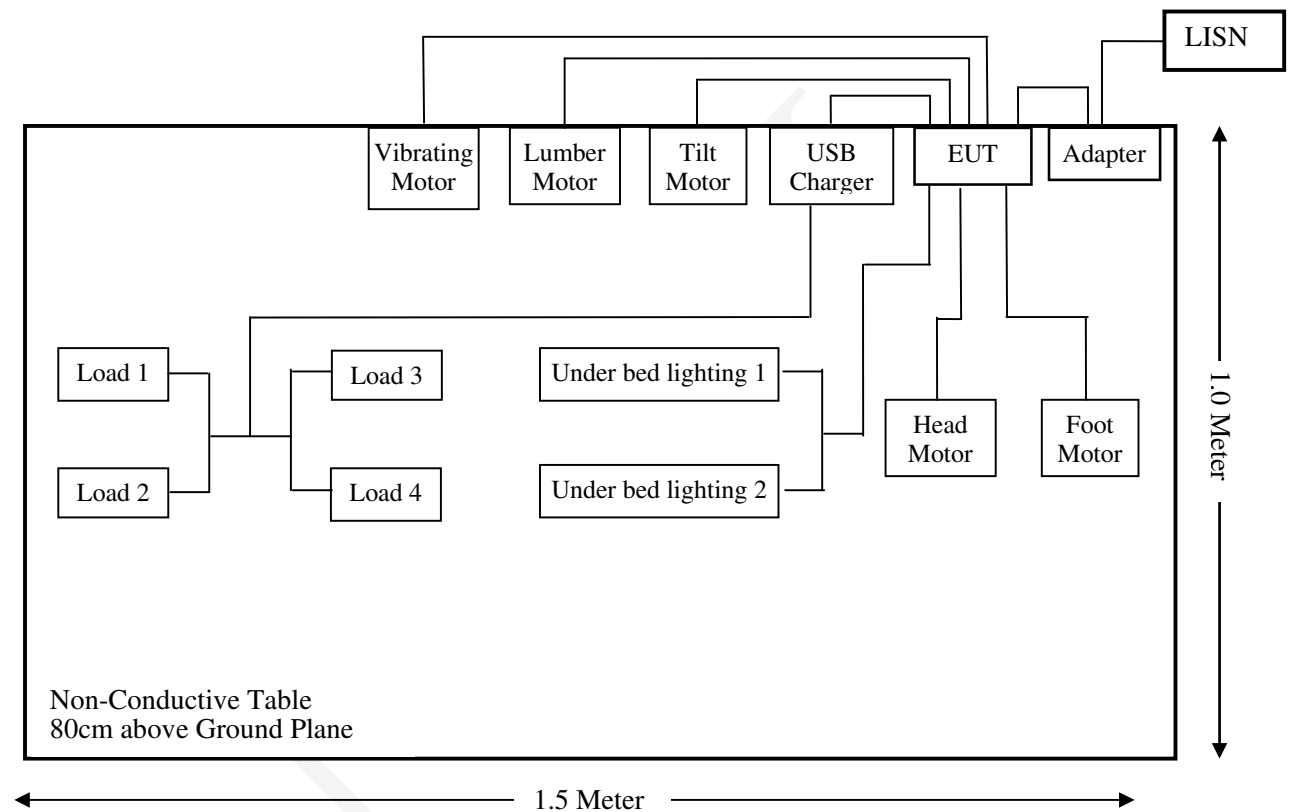 LISN
Vibrating
Motor
Lumber
Motor
Tilt
Motor
USB
Charger
EUT
Adapter
Load 1
Load 3
Under bed lighting 1
Load 2
Load 4
Under bed lighting 2
Head
Motor
Foot
Motor
1.0 Meter
Non-Conductive Table
80cm above Ground Plane
1.5 Meter